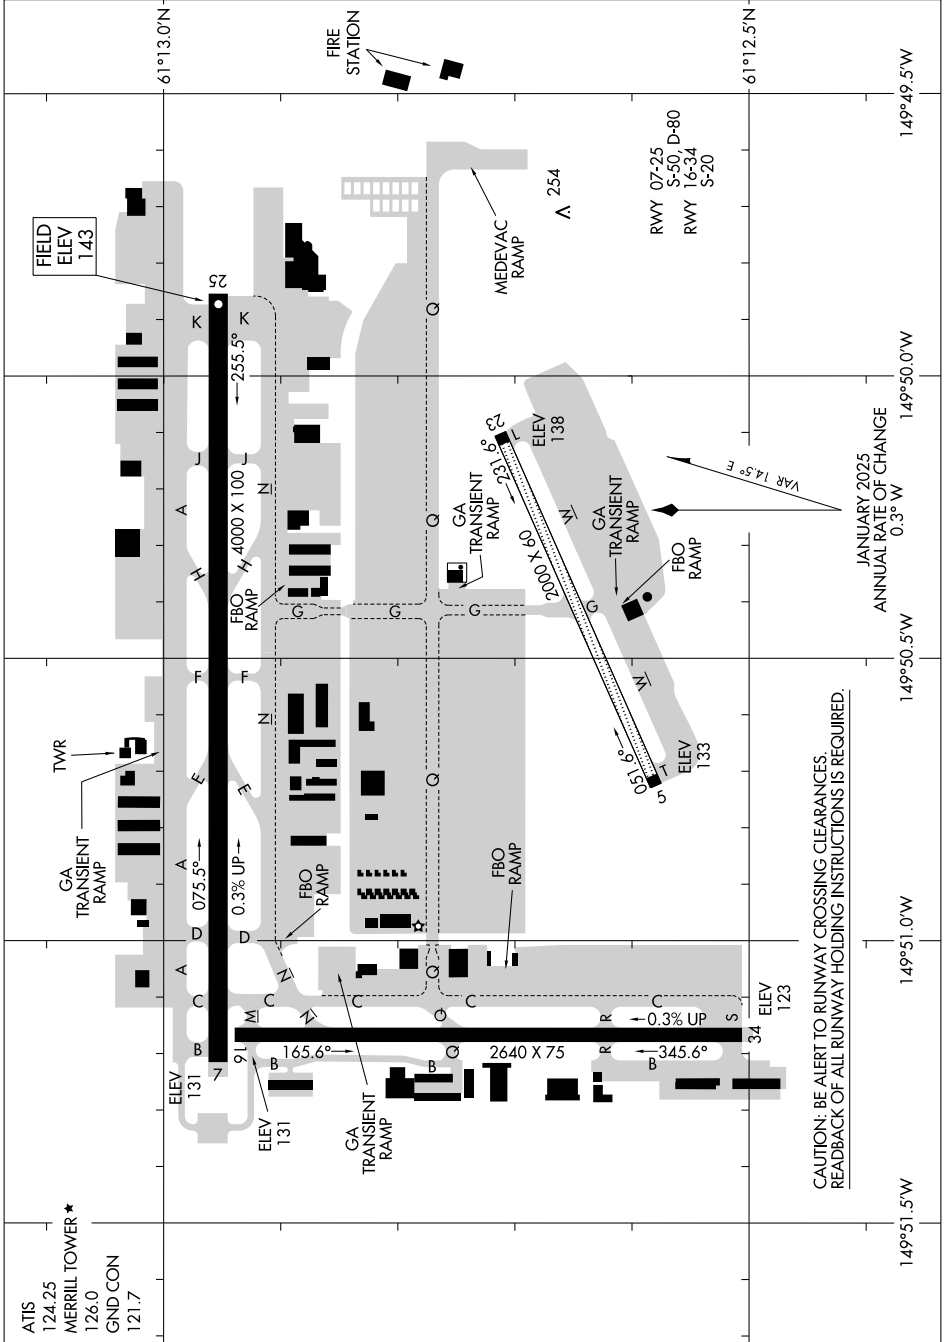 ATIS
124.25
MERRILL TOWER ★
126.0
GND CON
121.7
61°13.0'N
61°12.5'N
149°49.5'W
149°50.0'W
149°50.5'W
149°51.0'W
149°51.5'W
FIRE
STATION
FIELD
ELEV
143
25
K
K
255.5°
J
J
A
4000 X 100
N
H
H
FBO
RAMP
G
G
G
G
F
F
N
TWR
GA
TRANSIENT
RAMP
E
E
A
075.5°
0.3% UP
D
D
A
C
C
N
FBO
RAMP
B
7
ELEV
131
16
ELEV
131
M
N
C
B
165.6°
GA
TRANSIENT
RAMP
B
Q
Q
Q
Q
Q
Q
C
2640 X 75
FBO
RAMP
R
R
C
0.3% UP
345.6°
B
S
34
ELEV
123
MEDEVAC
RAMP
254
RWY 07-25
S-50, D-80
RWY 16-34
S-20
23
T
ELEV
138
231.6°
2000 X 60
GA
TRANSIENT
RAMP
W
GA
TRANSIENT
RAMP
FBO
RAMP
W
051.6°
T
5
ELEV
133
VAR 14.5° E
JANUARY 2025
ANNUAL RATE OF CHANGE
0.3° W
CAUTION: BE ALERT TO RUNWAY CROSSING CLEARANCES.
READBACK OF ALL RUNWAY HOLDING INSTRUCTIONS IS REQUIRED.